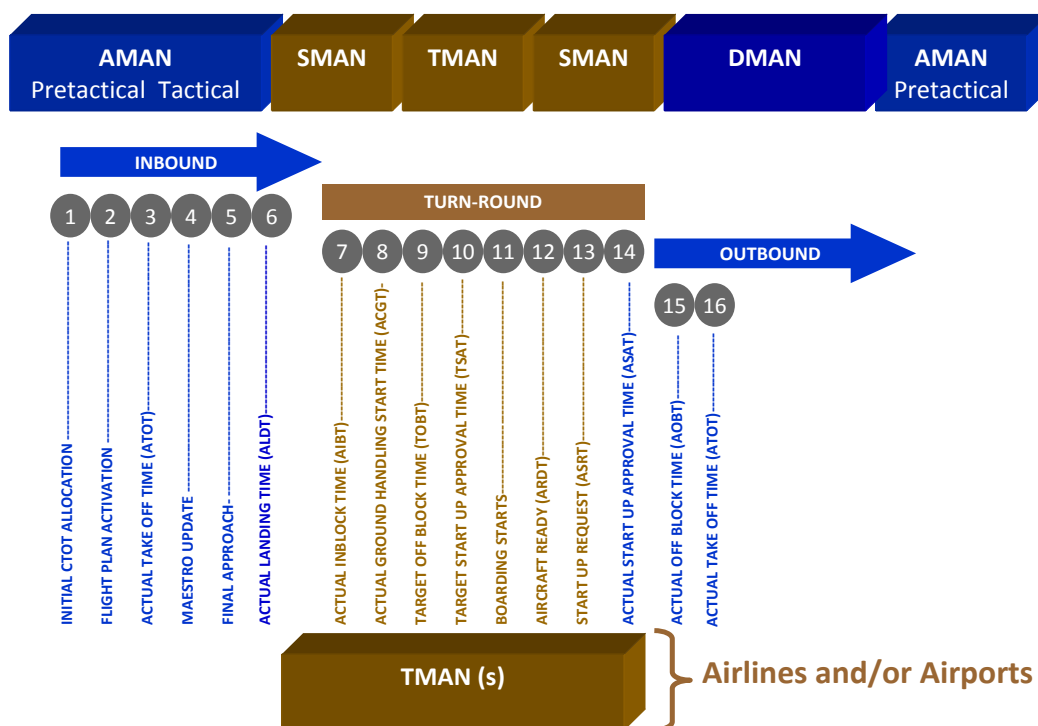 AMAN
Pretactical Tactical
SMAN
TMAN
SMAN
DMAN
AMAN
Pretactical
INBOUND
1 2 3 4 5 6
TURN-ROUND
7 8 9 10 11 12 13 14
OUTBOUND
15 16
INITIAL CTOT ALLOCATION
FLIGHT PLAN ACTIVATION
ACTUAL TAKE OFF TIME (ATOT)
MAESTRO UPDATE
FINAL APPROACH
ACTUAL LANDING TIME (ALDT)
ACTUAL INBLOCK TIME (AIBT)
ACTUAL GROUND HANDLING START TIME (ACGT)
TARGET OFF BLOCK TIME (TOBT)
TARGET START UP APPROVAL TIME (TSAT)
BOARDING STARTS
AIRCRAFT READY (ARDT)
START UP REQUEST (ASRT)
ACTUAL START UP APPROVAL TIME (ASAT)
ACTUAL OFF BLOCK TIME (AOBT)
ACTUAL TAKE OFF TIME (ATOT)
TMAN (s)
Airlines and/or Airports